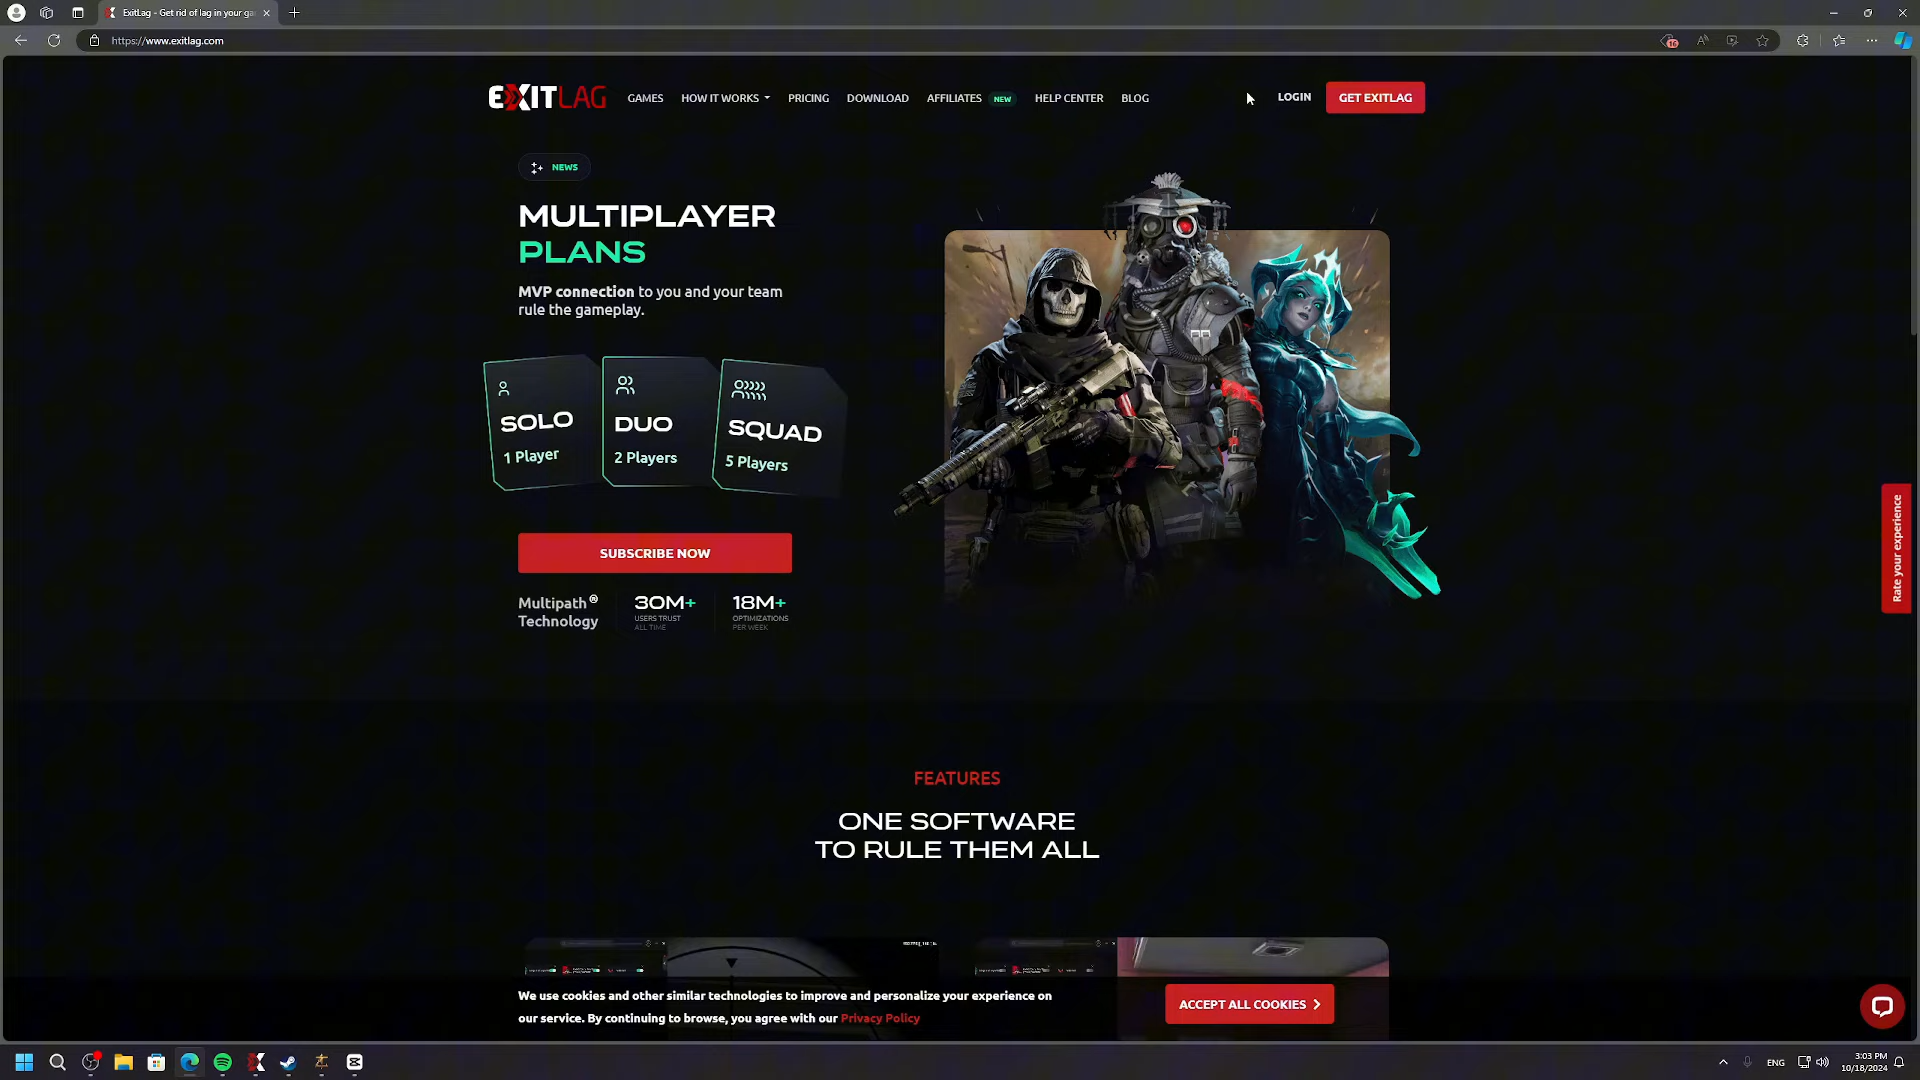 ExitLag - Get rid of lag in your ga
https://www.exitlag.com
16
EXITLAG
GAMES
HOW IT WORKS
PRICING
DOWNLOAD
AFFILIATES NEW
HELP CENTER
BLOG
LOGIN
GET EXITLAG
NEWS
MULTIPLAYER
PLANS
MVP connection to you and your team
rule the gameplay.
SOLO
1 Player
DUO
2 Players
SQUAD
5 Players
SUBSCRIBE NOW
Multipath®
Technology
30M+
USERS TRUST
ALL TIME
18M+
OPTIMIZATIONS
PER WEEK
Rate your experience
FEATURES
ONE SOFTWARE
TO RULE THEM ALL
We use cookies and other similar technologies to improve and personalize your experience on
our service. By continuing to browse, you agree with our Privacy Policy
ACCEPT ALL COOKIES
ENG
3:03 PM
10/18/2024